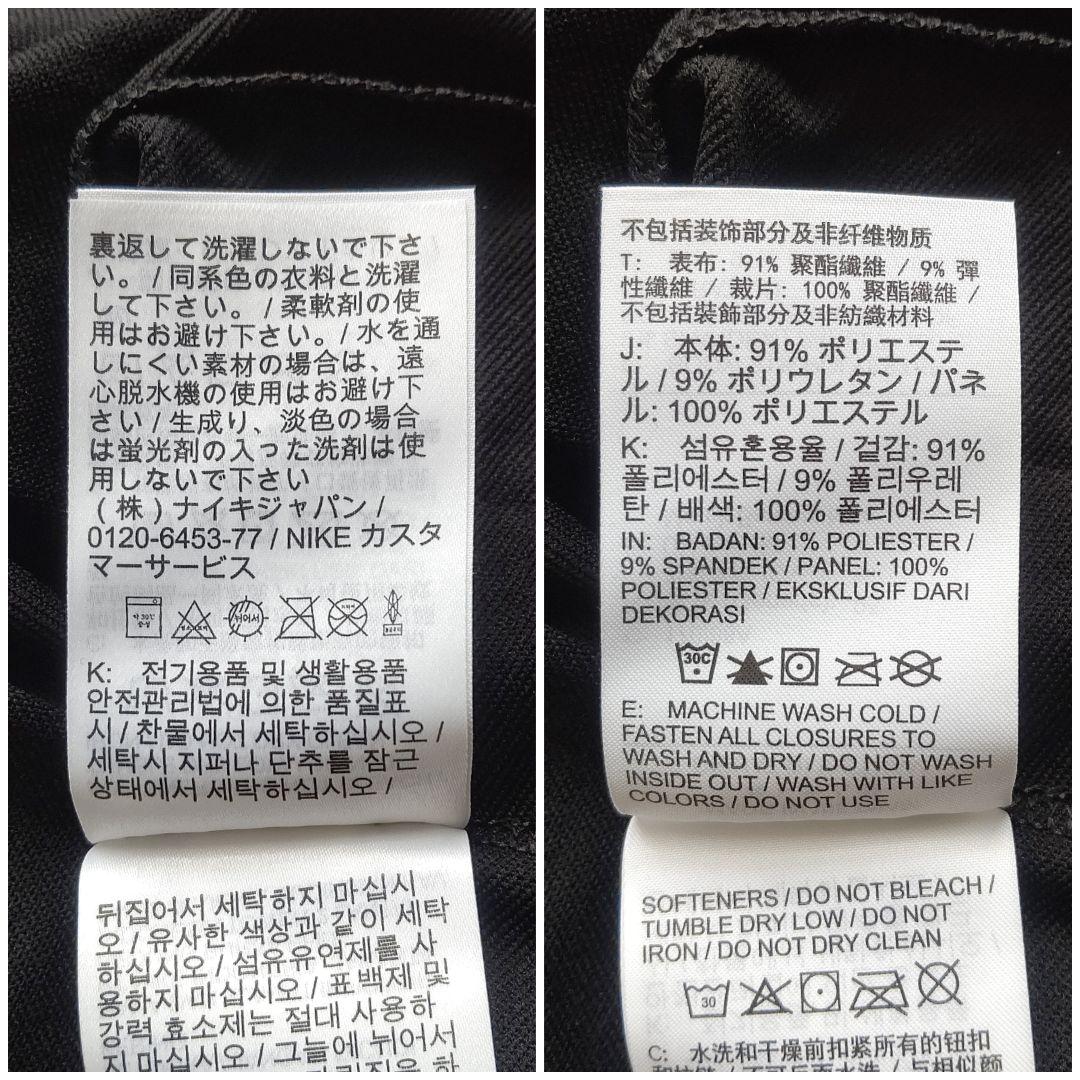 裏返して洗濯しないで下さ
い。/ 同系色の衣料と洗濯
して下さい。/ 柔軟剤の使
用はお避け下さい。/ 水を通
しにくい素材の場合は、遠
心脱水機の使用はお避け下
さい / 生成り、淡色の場合
は蛍光剤の入った洗剤は使
用しないで下さい
(株) ナイキジャパン /
0120-6453-77 / NIKE カスタ
マーサービス
약 30℃
중성
뉘어서
드라이
K: 전기용품 및 생활용품
안전관리법에 의한 품질표
시 / 찬물에서 세탁하십시오 /
세탁시 지퍼나 단추를 잠근
상태에서 세탁하십시오 /
뒤집어서 세탁하지 마십시
오 / 유사한 색상과 같이 세탁
하십시오 / 섬유유연제를 사
용하지 마십시오 / 표백제 및
강력 효소제는 절대 사용하
지 마십시오 / 그늘에 뉘어서
不包括装饰部分及非纤维物质
T: 表布: 91% 聚酯纖維 / 9% 彈
性纖維 / 裁片: 100% 聚酯纖維 /
不包括裝飾部分及非紡織材料
J: 本体: 91% ポリエステ
ル / 9% ポリウレタン / パネ
ル: 100% ポリエステル
K: 섬유혼용율 / 겉감: 91%
폴리에스터 / 9% 폴리우레
탄 / 배색: 100% 폴리에스터
IN: BADAN: 91% POLIESTER /
9% SPANDEK / PANEL: 100%
POLIESTER / EKSKLUSIF DARI
DEKORASI
30C
E: MACHINE WASH COLD /
FASTEN ALL CLOSURES TO
WASH AND DRY / DO NOT WASH
INSIDE OUT / WASH WITH LIKE
COLORS / DO NOT USE
SOFTENERS / DO NOT BLEACH /
TUMBLE DRY LOW / DO NOT
IRON / DO NOT DRY CLEAN
30
C: 水洗和干燥前扣紧所有的钮扣
/ 不可反面水洗 / 与相似颜